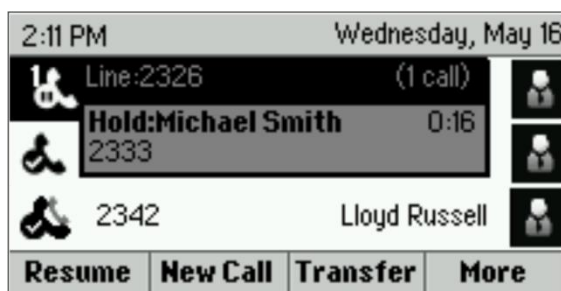 2:11 PM Wednesday, May 16
1 Line:2326 (1 call)
Hold:Michael Smith 0:16
2333
2342 Lloyd Russell
Resume New Call Transfer More